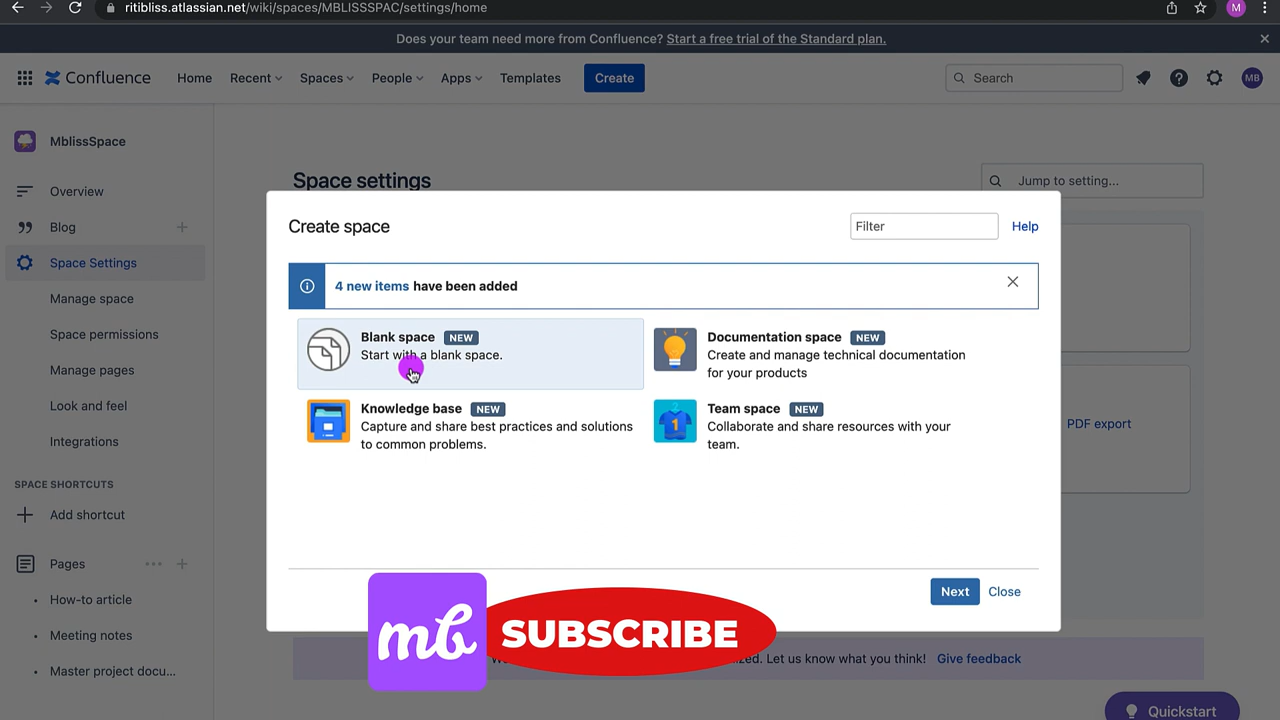 ritibliss.atlassian.net/wiki/spaces/MBLISSSPAC/settings/home
M
Does your team need more from Confluence? Start a free trial of the Standard plan.
Confluence Home Recent Spaces People Apps Templates Create Search MB
MblissSpace
Overview
Blog
Space Settings
Manage space
Space permissions
Manage pages
Look and feel
Integrations
SPACE SHORTCUTS
Add shortcut
Pages
How-to article
Meeting notes
Master project docu...
Space settings
Jump to setting...
Create space
Filter
Help
4 new items have been added
Blank space NEW
Start with a blank space.
Documentation space NEW
Create and manage technical documentation
for your products
Knowledge base NEW
Capture and share best practices and solutions
to common problems.
Team space NEW
1
Collaborate and share resources with your
team.
PDF export
Next Close
mb SUBSCRIBE
Let us know what you think! Give feedback
Quickstart